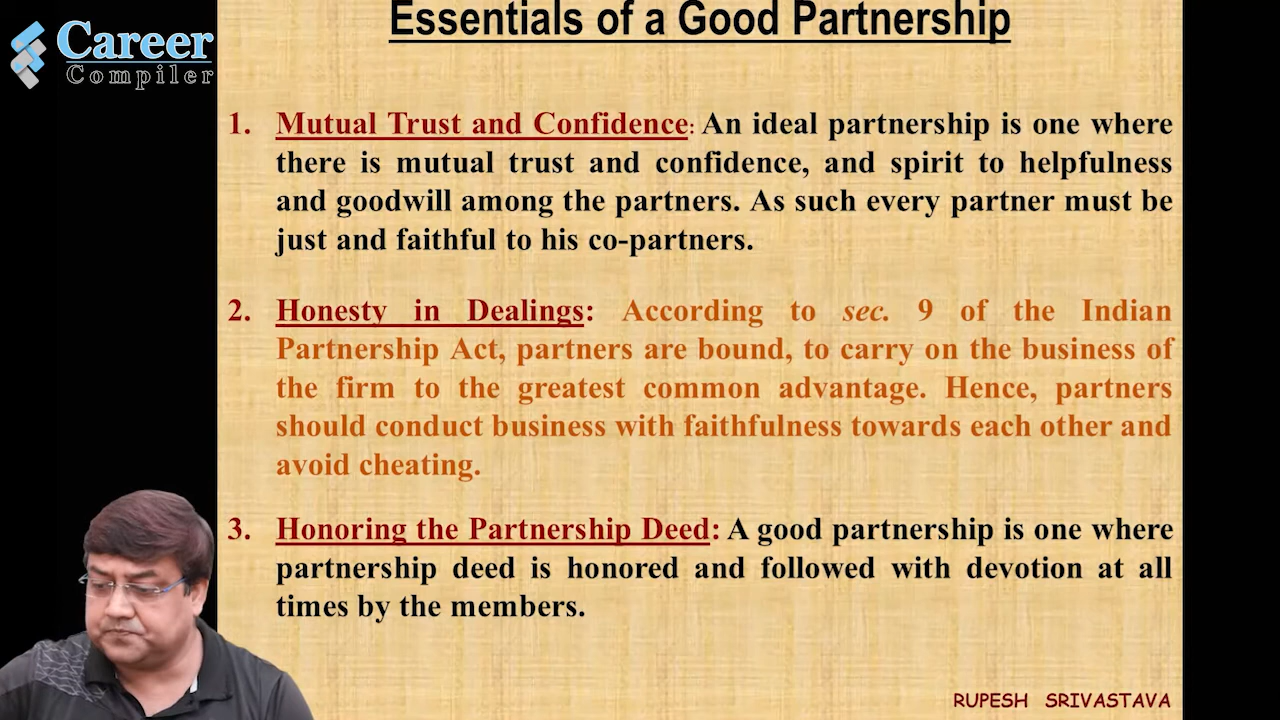 Essentials of a Good Partnership
Career
Compiler
1. Mutual Trust and Confidence: An ideal partnership is one where
there is mutual trust and confidence, and spirit to helpfulness
and goodwill among the partners. As such every partner must be
just and faithful to his co-partners.
2. Honesty in Dealings: According to sec. 9 of the Indian
Partnership Act, partners are bound, to carry on the business of
the firm to the greatest common advantage. Hence, partners
should conduct business with faithfulness towards each other and
avoid cheating.
3. Honoring the Partnership Deed: A good partnership is one where
partnership deed is honored and followed with devotion at all
times by the members.
RUPESH SRIVASTAVA